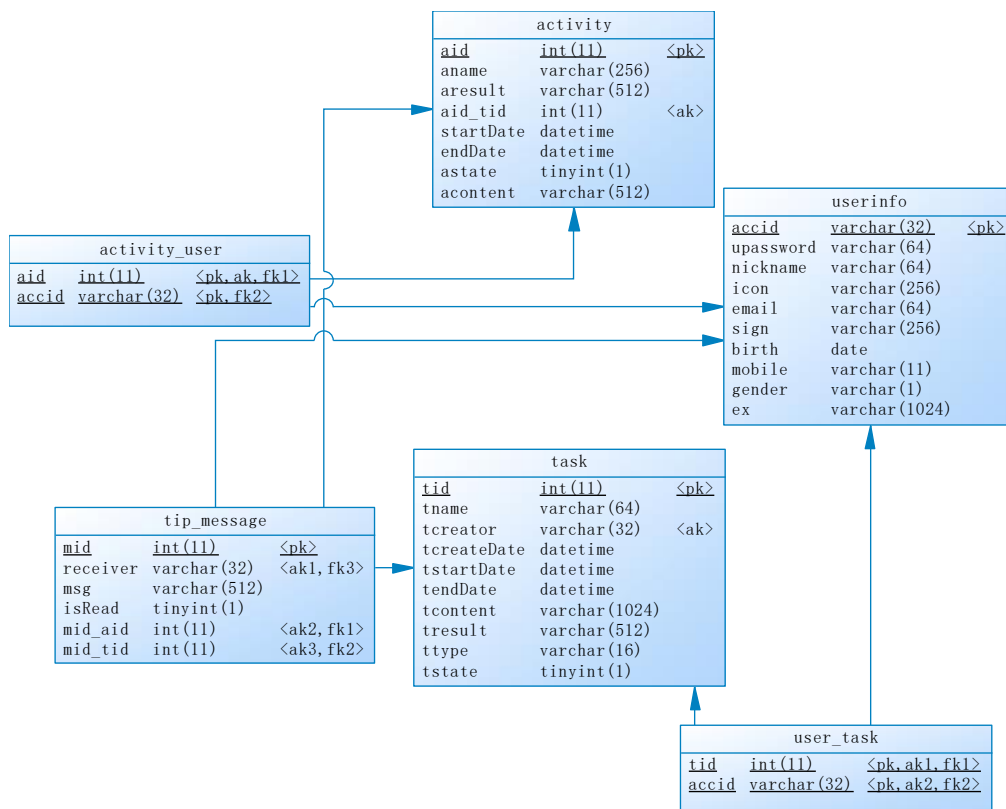 activity
aid int(11) <pk>
aname varchar(256)
aresult varchar(512)
aid_tid int(11) <ak>
startDate datetime
endDate datetime
astate tinyint(1)
acontent varchar(512)
userinfo
accid varchar(32) <pk>
upassword varchar(64)
nickname varchar(64)
icon varchar(256)
email varchar(64)
sign varchar(256)
birth date
mobile varchar(11)
gender varchar(1)
ex varchar(1024)
activity_user
aid int(11) <pk,ak,fk1>
accid varchar(32) <pk,fk2>
task
tid int(11) <pk>
tname varchar(64)
tcreator varchar(32) <ak>
tcreateDate datetime
tstartDate datetime
tendDate datetime
tcontent varchar(1024)
tresult varchar(512)
ttype varchar(16)
tstate tinyint(1)
tip_message
mid int(11) <pk>
receiver varchar(32) <ak1,fk3>
msg varchar(512)
isRead tinyint(1)
mid_aid int(11) <ak2,fk1>
mid_tid int(11) <ak3,fk2>
user_task
tid int(11) <pk,ak1,fk1>
accid varchar(32) <pk,ak2,fk2>